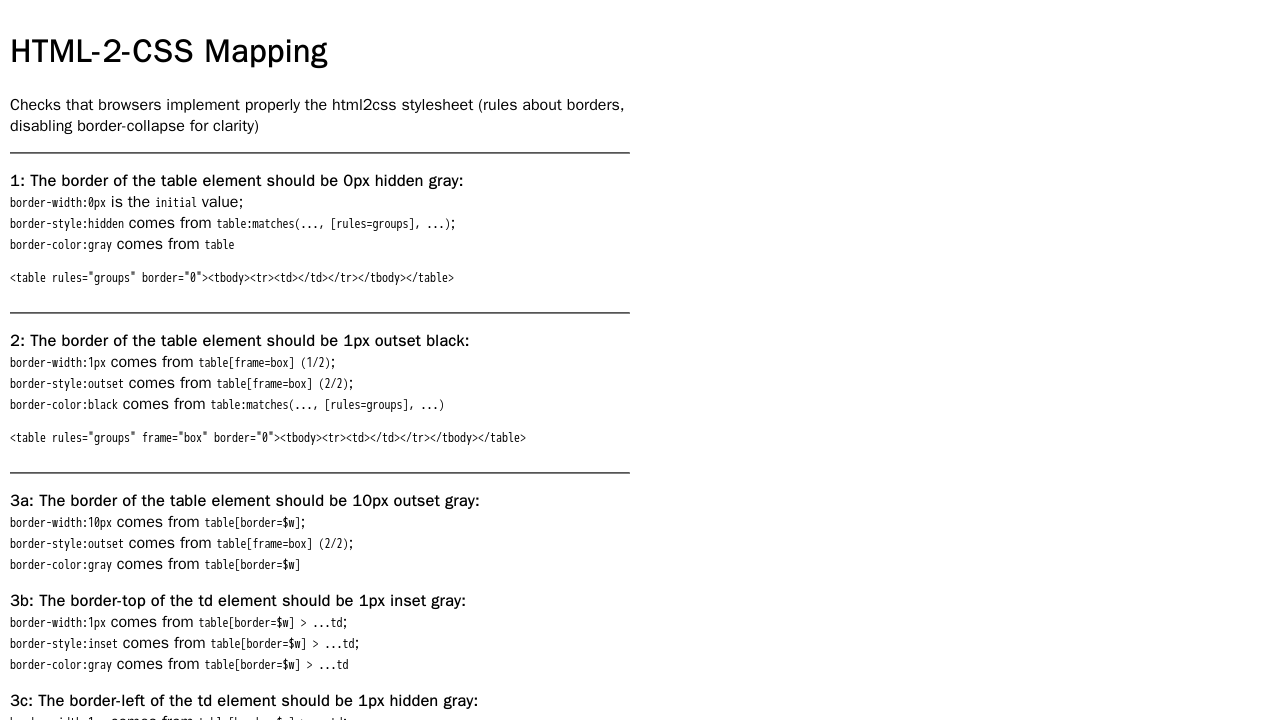 HTML-2-CSS Mapping
Checks that browsers implement properly the html2css stylesheet (rules about borders,
disabling border-collapse for clarity)
1: The border of the table element should be 0px hidden gray:
border-width:0px is the initial value;
border-style:hidden comes from table:matches(..., [rules=groups], ...);
border-color:gray comes from table
<table rules="groups" border="0"><tbody><tr><td></td></tr></tbody></table>
2: The border of the table element should be 1px outset black:
border-width:1px comes from table[frame=box] (1/2);
border-style:outset comes from table[frame=box] (2/2);
border-color:black comes from table:matches(..., [rules=groups], ...)
<table rules="groups" frame="box" border="0"><tbody><tr><td></td></tr></tbody></table>
3a: The border of the table element should be 10px outset gray:
border-width:10px comes from table[border=$w];
border-style:outset comes from table[frame=box] (2/2);
border-color:gray comes from table[border=$w]
3b: The border-top of the td element should be 1px inset gray:
border-width:1px comes from table[border=$w] > ...td;
border-style:inset comes from table[border=$w] > ...td;
border-color:gray comes from table[border=$w] > ...td
3c: The border-left of the td element should be 1px hidden gray:
border-width:1px comes from table[border=$w] > ...td;